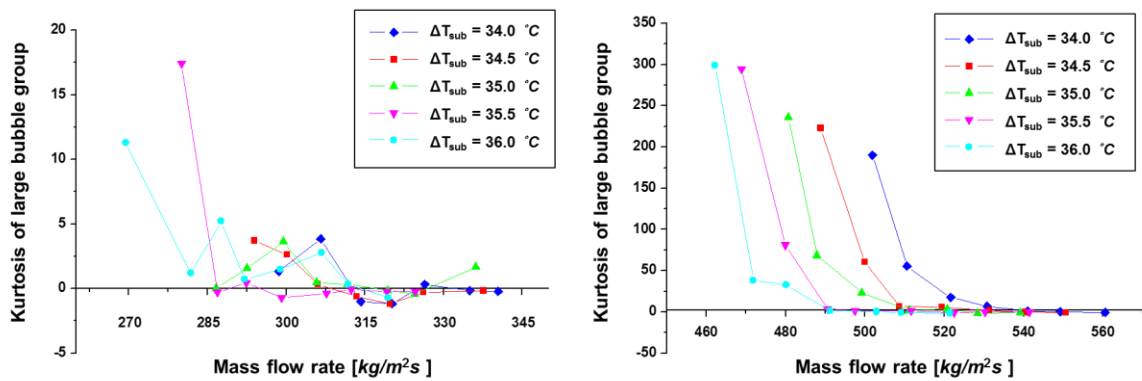 Kurtosis of large bubble group
20
15
10
5
0
-5
270
285
300
315
330
345
Mass flow rate [kg/m²s ]
ΔTsub = 34.0 °C
ΔTsub = 34.5 °C
ΔTsub = 35.0 °C
ΔTsub = 35.5 °C
ΔTsub = 36.0 °C
Kurtosis of large bubble group
350
300
250
200
150
100
50
0
-50
460
480
500
520
540
560
Mass flow rate [kg/m²s ]
ΔTsub = 34.0 °C
ΔTsub = 34.5 °C
ΔTsub = 35.0 °C
ΔTsub = 35.5 °C
ΔTsub = 36.0 °C